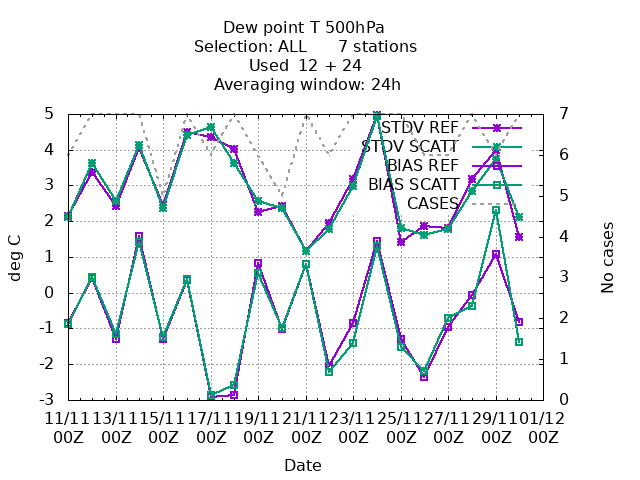 Dew point T 500hPa
Selection: ALL 7 stations
Used 12 + 24
Averaging window: 24h
5
4
3
2
1
0
-1
-2
-3
deg C
7
6
5
4
3
2
1
0
No cases
STDV REF
STDV SCATT
BIAS REF
BIAS SCATT
CASES
11/11 13/11 15/11 17/11 19/11 21/11 23/11 25/11 27/11 29/11 01/12
00Z 00Z 00Z 00Z 00Z 00Z 00Z 00Z 00Z 00Z 00Z
Date